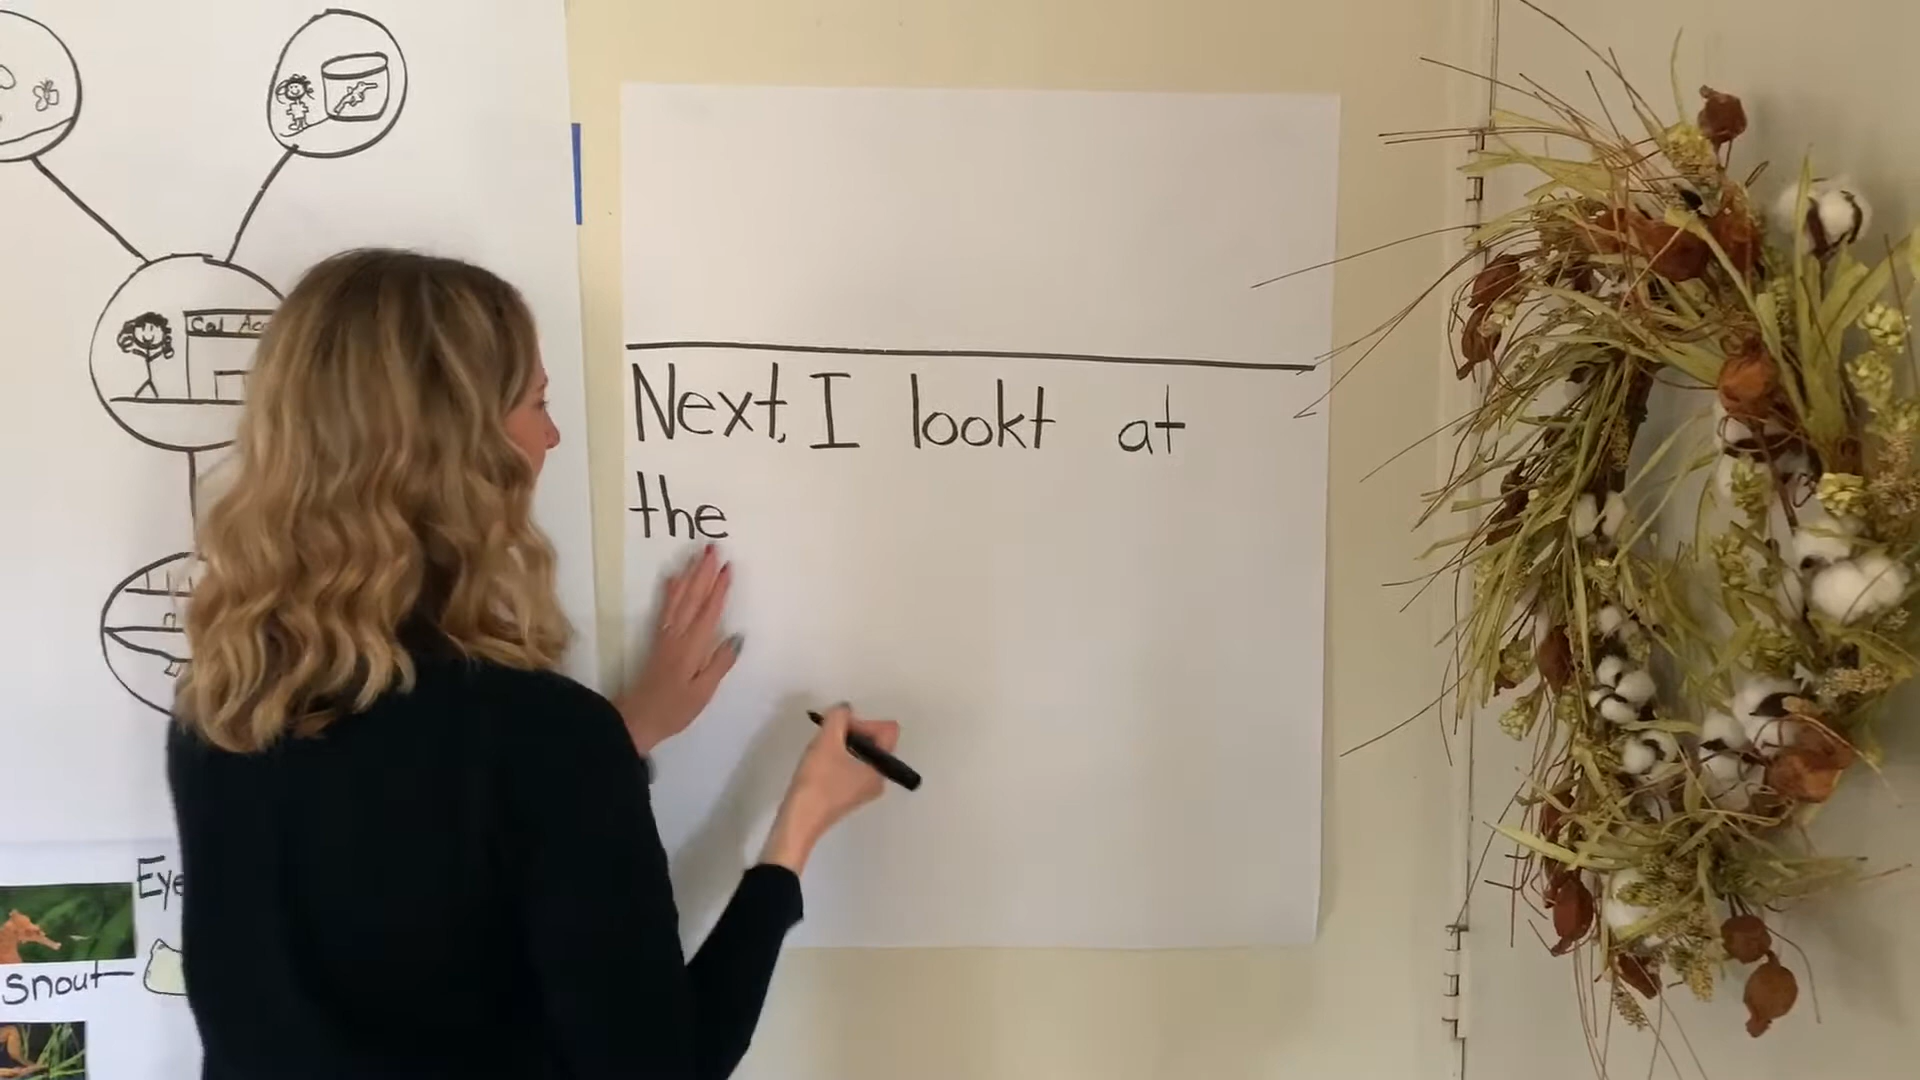 Cal Ac
Next, I lookt at
the
Eye
snout